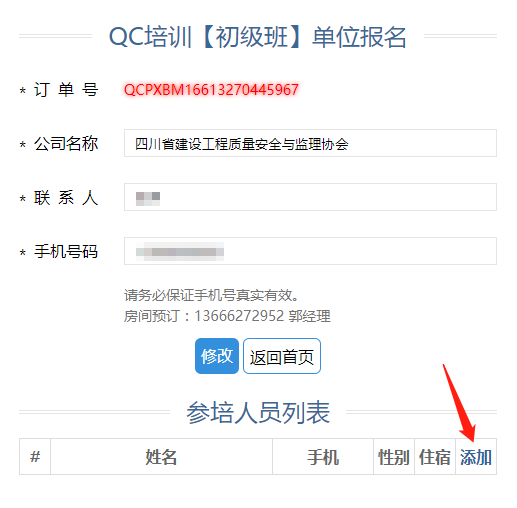 QC培训【初级班】单位报名
* 订 单 号 QCPXBM16613270445967
* 公司名称 四川省建设工程质量安全与监理协会
* 联 系 人
* 手机号码
请务必保证手机号真实有效。
房间预订：13666272952 郭经理
修改 返回首页
参培人员列表
# 姓名 手机 性别 住宿 添加